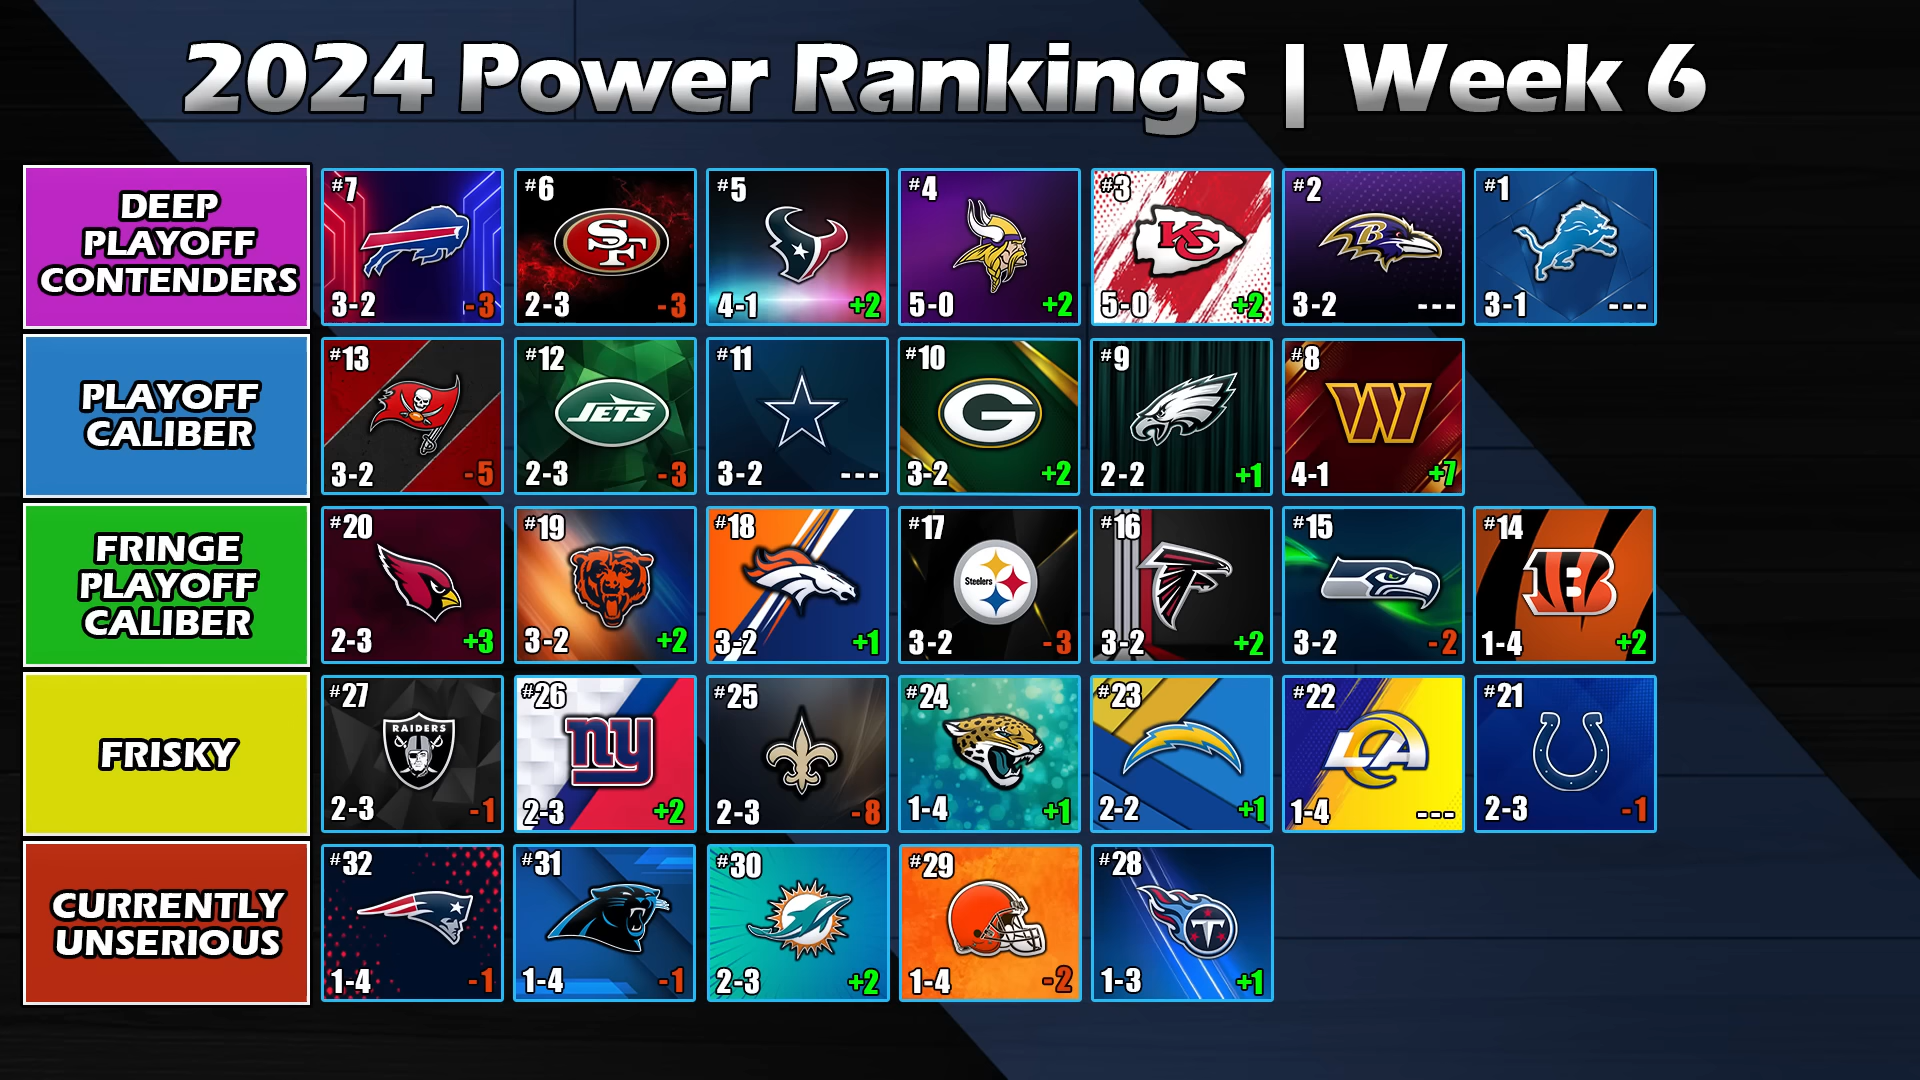 2024 Power Rankings | Week 6
DEEP
PLAYOFF
CONTENDERS
#7 #6 #5 #4 #3 #2 #1
SF KC B
3-2 -3 2-3 -3 4-1 +2 5-0 +2 5-0 +2 3-2 --- 3-1 ---
PLAYOFF
CALIBER
#13 #12 #11 #10 #9 #8
JETS G W
3-2 -5 2-3 -3 3-2 --- 3-2 +2 2-2 +1 4-1 +7
FRINGE
PLAYOFF
CALIBER
#20 #19 #18 #17 #16 #15 #14
Steelers B
2-3 +3 3-2 +2 3-2 +1 3-2 -3 3-2 +2 3-2 -2 1-4 +2
FRISKY
#27 #26 #25 #24 #23 #22 #21
RAIDERS ny LA
2-3 -1 2-3 +2 2-3 -8 1-4 +1 2-2 +1 1-4 --- 2-3 -1
CURRENTLY
UNSERIOUS
#32 #31 #30 #29 #28
T
1-4 -1 1-4 -1 2-3 +2 1-4 -2 1-3 +1